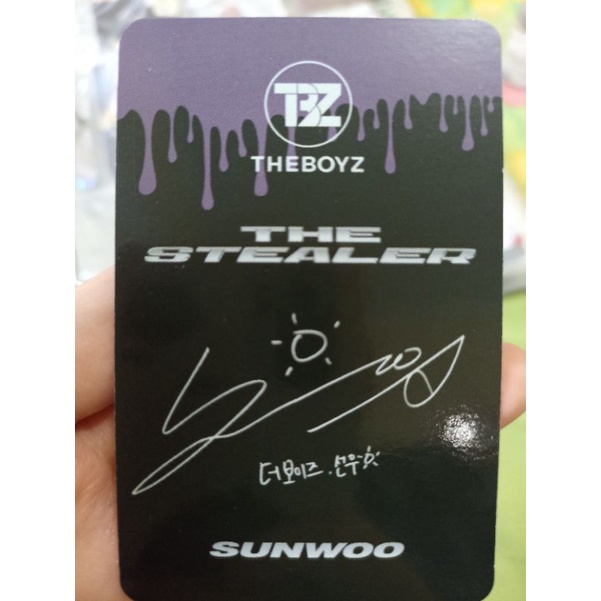 TBZ
THEBOYZ
THE
STEALER
더보이즈.선우
SUNWOO